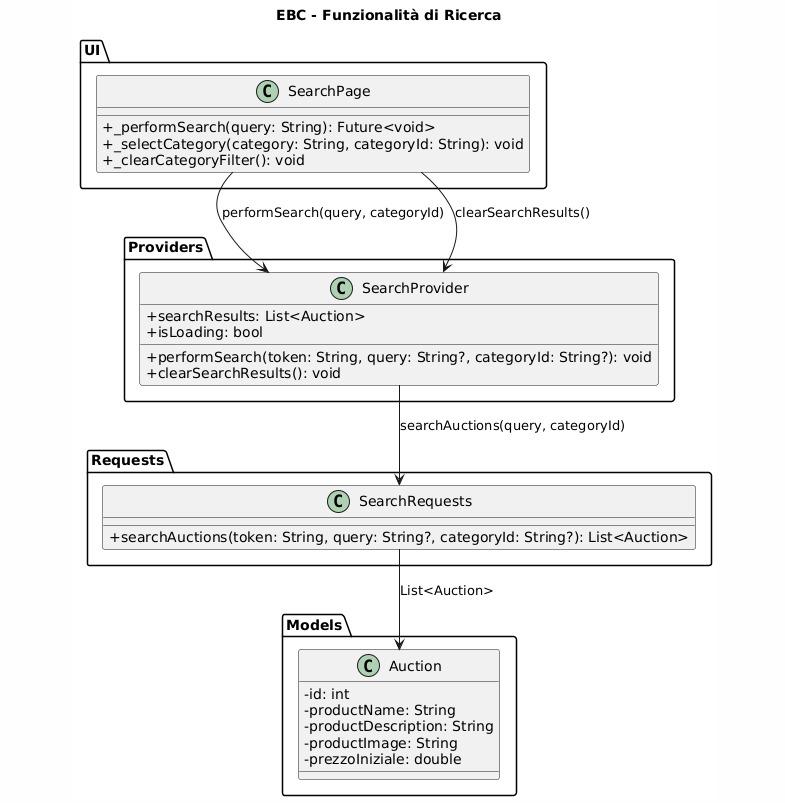 EBC - Funzionalità di Ricerca
UI
C SearchPage
+_performSearch(query: String): Future<void>
+_selectCategory(category: String, categoryId: String): void
+_clearCategoryFilter(): void
performSearch(query, categoryId)
clearSearchResults()
Providers
C SearchProvider
+searchResults: List<Auction>
+isLoading: bool
+performSearch(token: String, query: String?, categoryId: String?): void
+clearSearchResults(): void
searchAuctions(query, categoryId)
Requests
C SearchRequests
+searchAuctions(token: String, query: String?, categoryId: String?): List<Auction>
List<Auction>
Models
C Auction
-id: int
-productName: String
-productDescription: String
-productImage: String
-prezzoIniziale: double